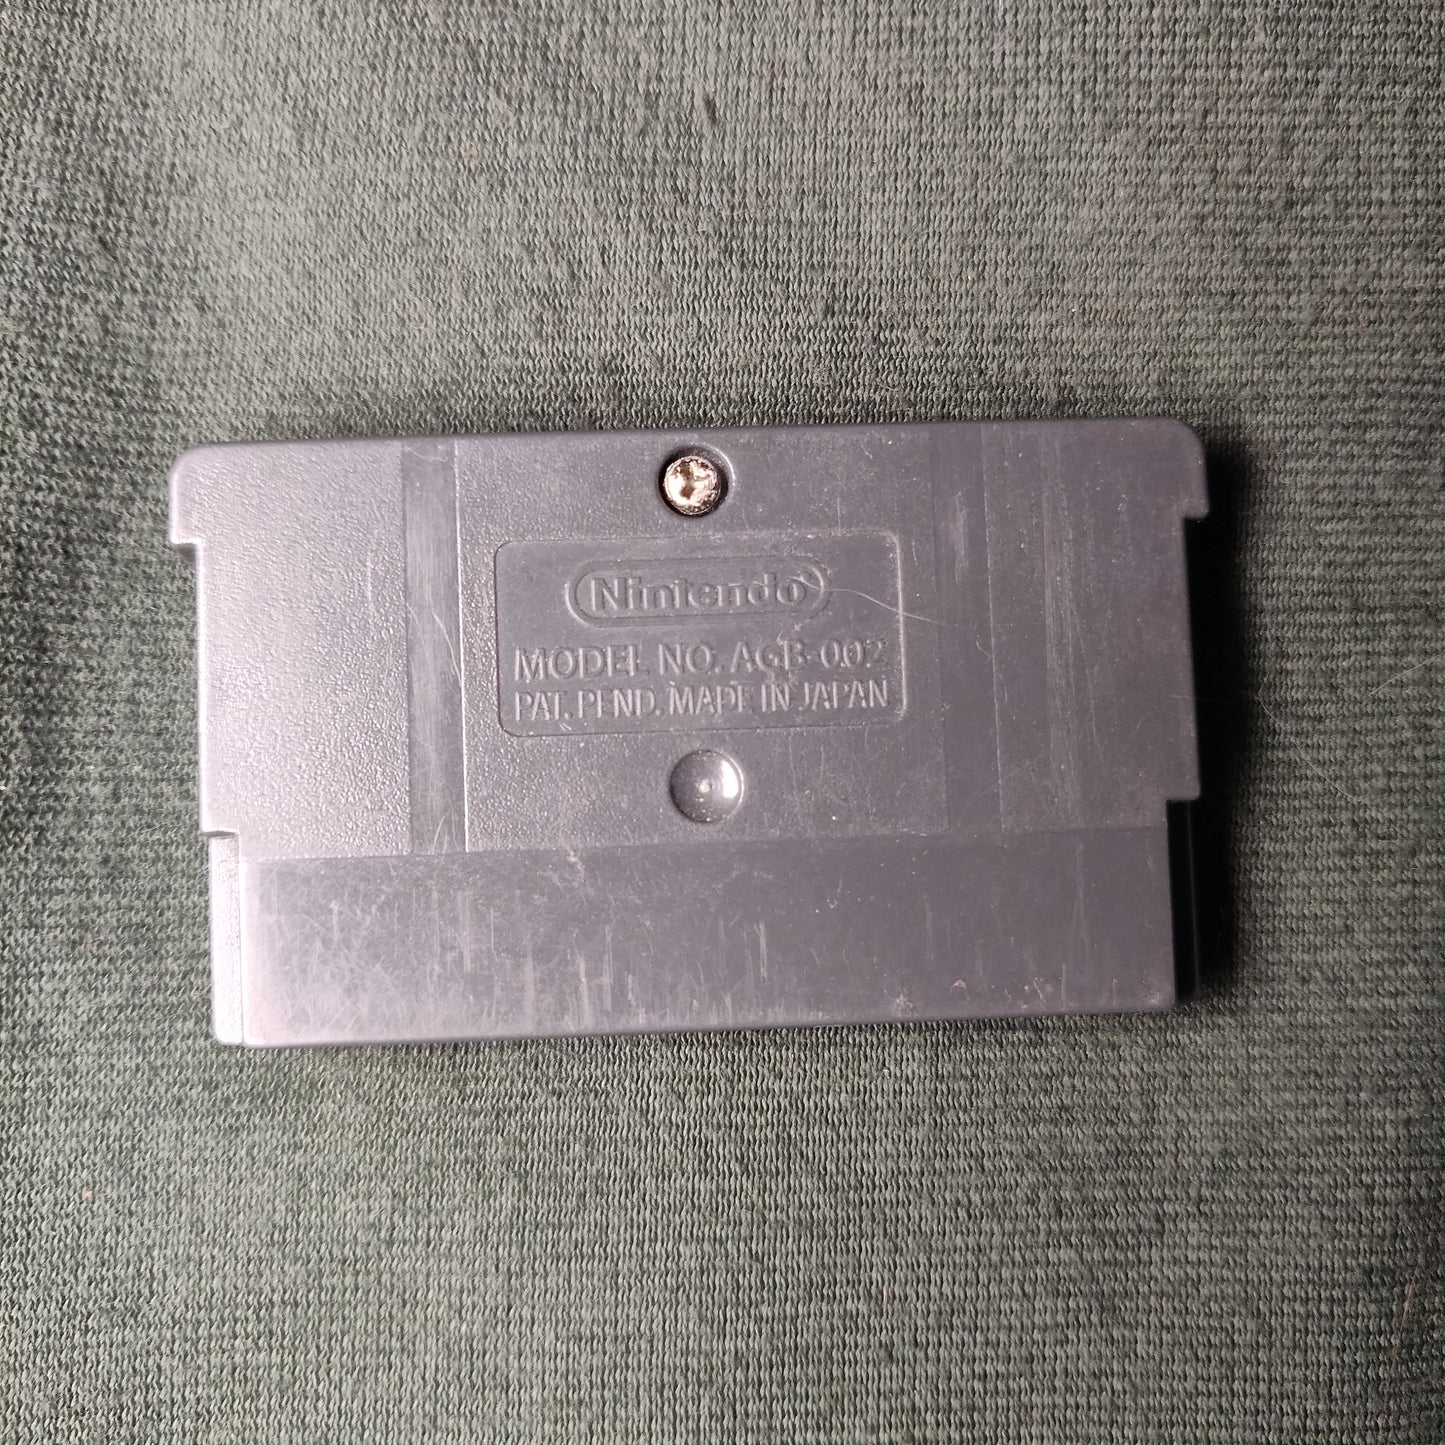 Nintendo
MODEL NO. AGB-002
PAT. PEND. MADE IN JAPAN